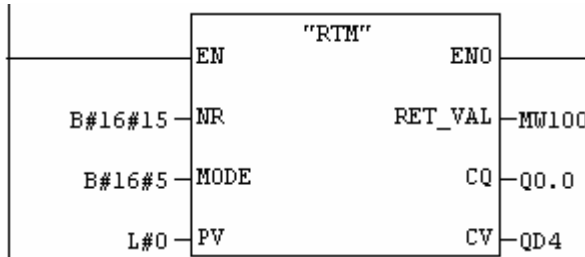 "RTM"
EN ENO
B#16#15 NR RET_VAL MW100
B#16#5 MODE CQ Q0.0
L#0 PV CV QD4